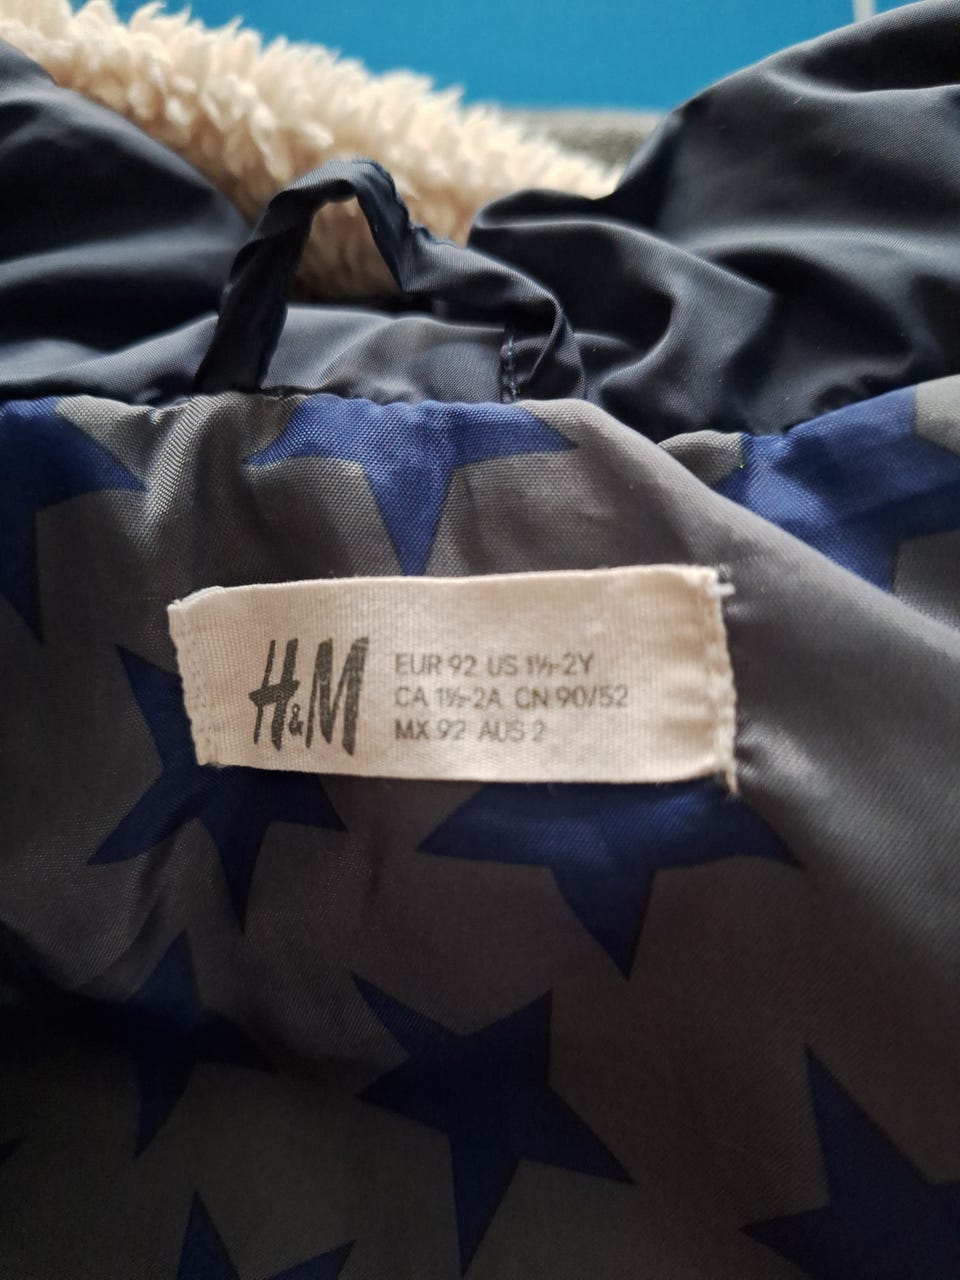 H&M
EUR 92 US 1½-2Y
CA 1½-2A CN 90/52
MX 92 AUS 2